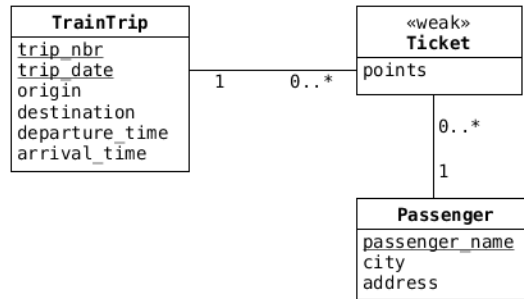 TrainTrip
trip_nbr
trip_date
origin
destination
departure_time
arrival_time
1
0..*
«weak»
Ticket
points
0..*
1
Passenger
passenger_name
city
address